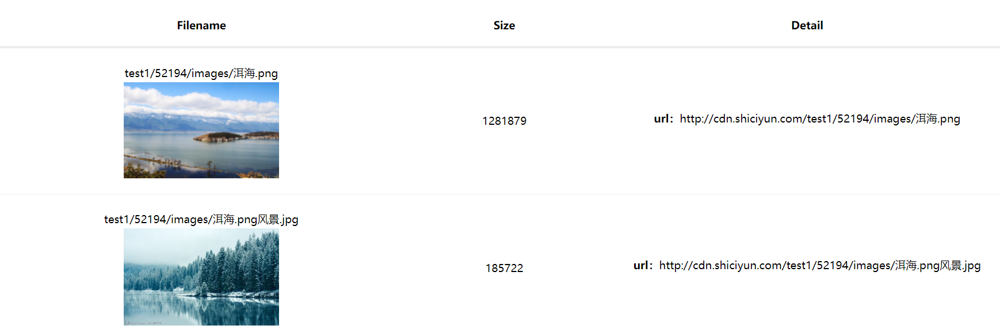 Filename Size Detail
test1/52194/images/洱海.png
1281879
url：http://cdn.shiciyun.com/test1/52194/images/洱海.png
test1/52194/images/洱海.png风景.jpg
185722
url：http://cdn.shiciyun.com/test1/52194/images/洱海.png风景.jpg